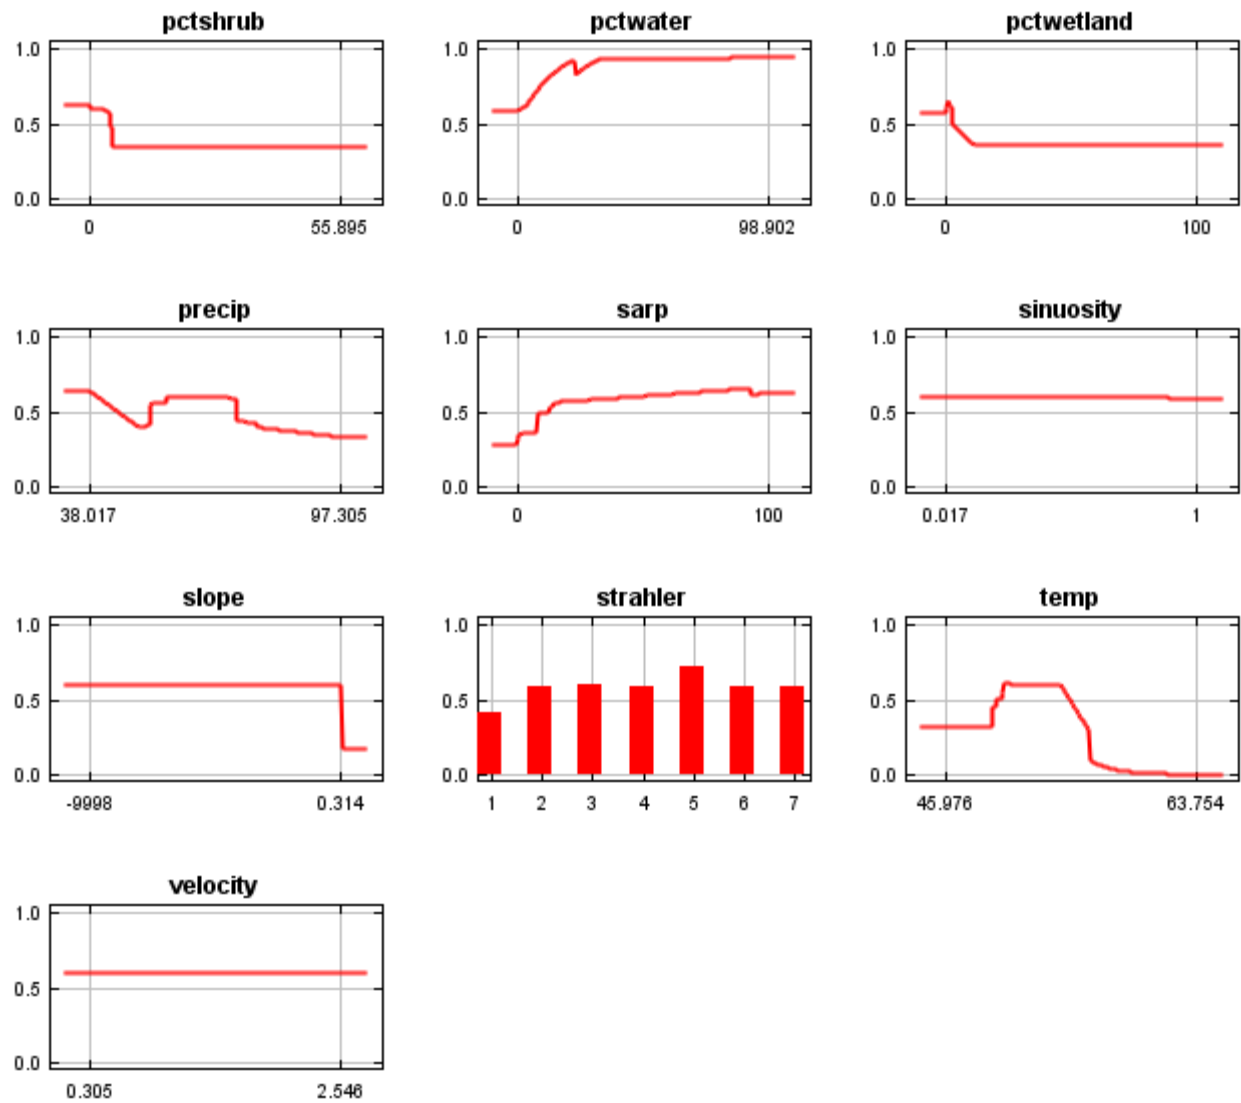 pctshrub pctwater pctwetland
1.0 1.0 1.0
0.5 0.5 0.5
0.0 0.0 0.0
0 55.895 0 98.902 0 100
precip sarp sinuosity
1.0 1.0 1.0
0.5 0.5 0.5
0.0 0.0 0.0
38.017 97.305 0 100 0.017 1
slope strahler temp
1.0 1.0 1.0
0.5 0.5 0.5
0.0 0.0 0.0
-9998 0.314 1 2 3 4 5 6 7 45.976 63.754
velocity
1.0
0.5
0.0
0.305 2.546